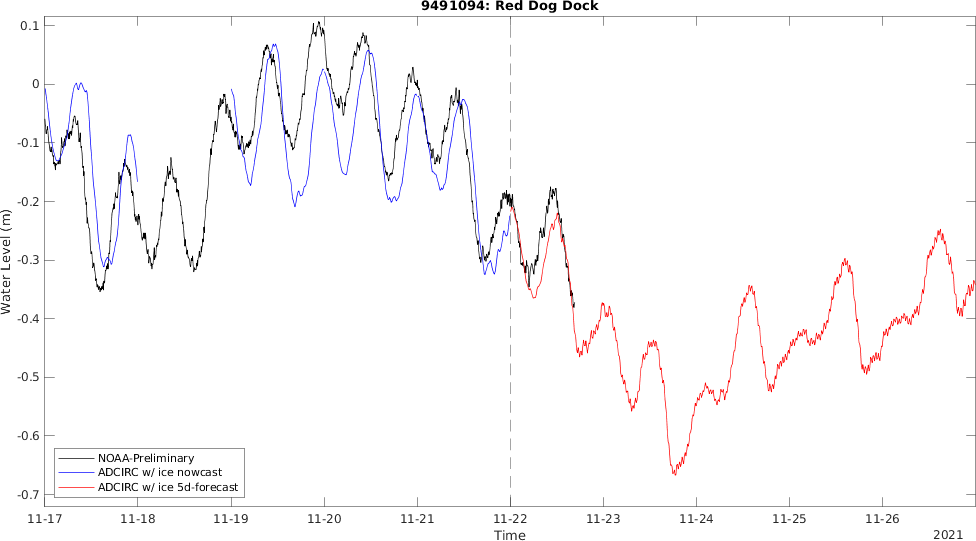 9491094: Red Dog Dock
0.1
0
-0.1
-0.2
-0.3
-0.4
-0.5
-0.6
-0.7
Water Level (m)
NOAA-Preliminary
ADCIRC w/ ice nowcast
ADCIRC w/ ice 5d-forecast
11-17 11-18 11-19 11-20 11-21 11-22 11-23 11-24 11-25 11-26
Time
2021